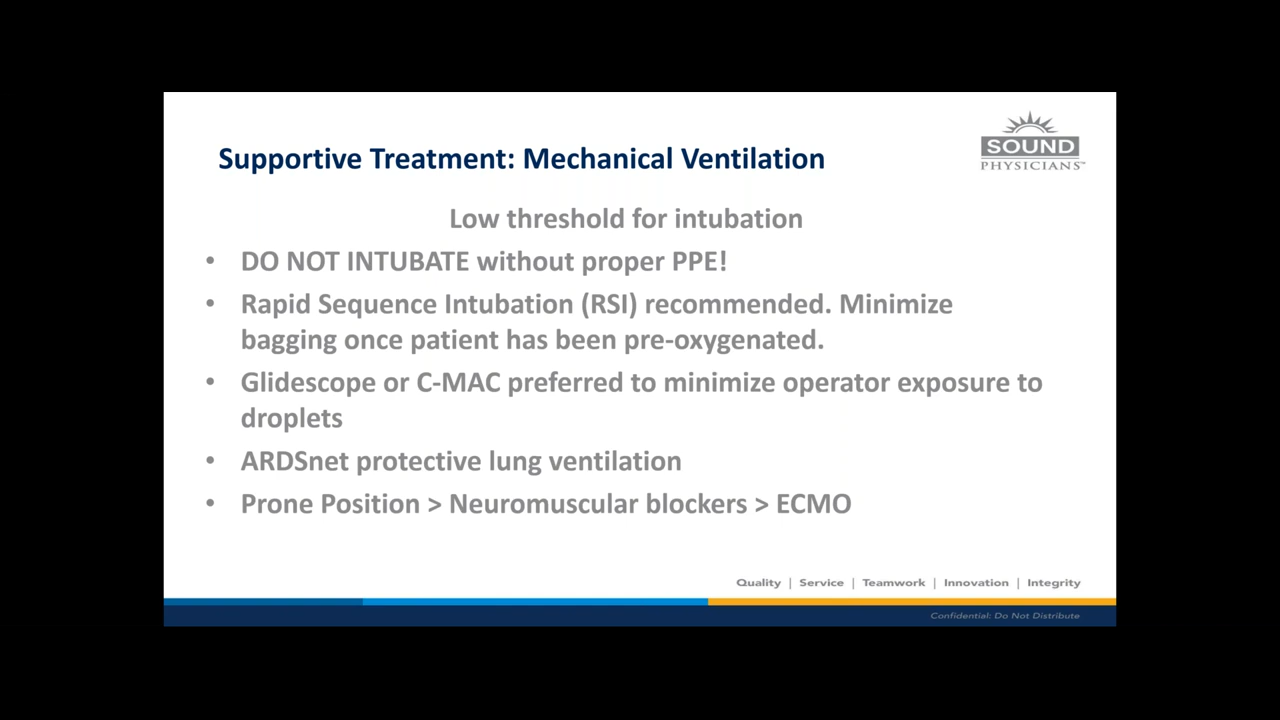 SOUND
PHYSICIANS™
Supportive Treatment: Mechanical Ventilation
Low threshold for intubation
• DO NOT INTUBATE without proper PPE!
• Rapid Sequence Intubation (RSI) recommended. Minimize
bagging once patient has been pre-oxygenated.
• Glidescope or C-MAC preferred to minimize operator exposure to
droplets
• ARDSnet protective lung ventilation
• Prone Position > Neuromuscular blockers > ECMO
Quality | Service | Teamwork | Innovation | Integrity
Confidential: Do Not Distribute